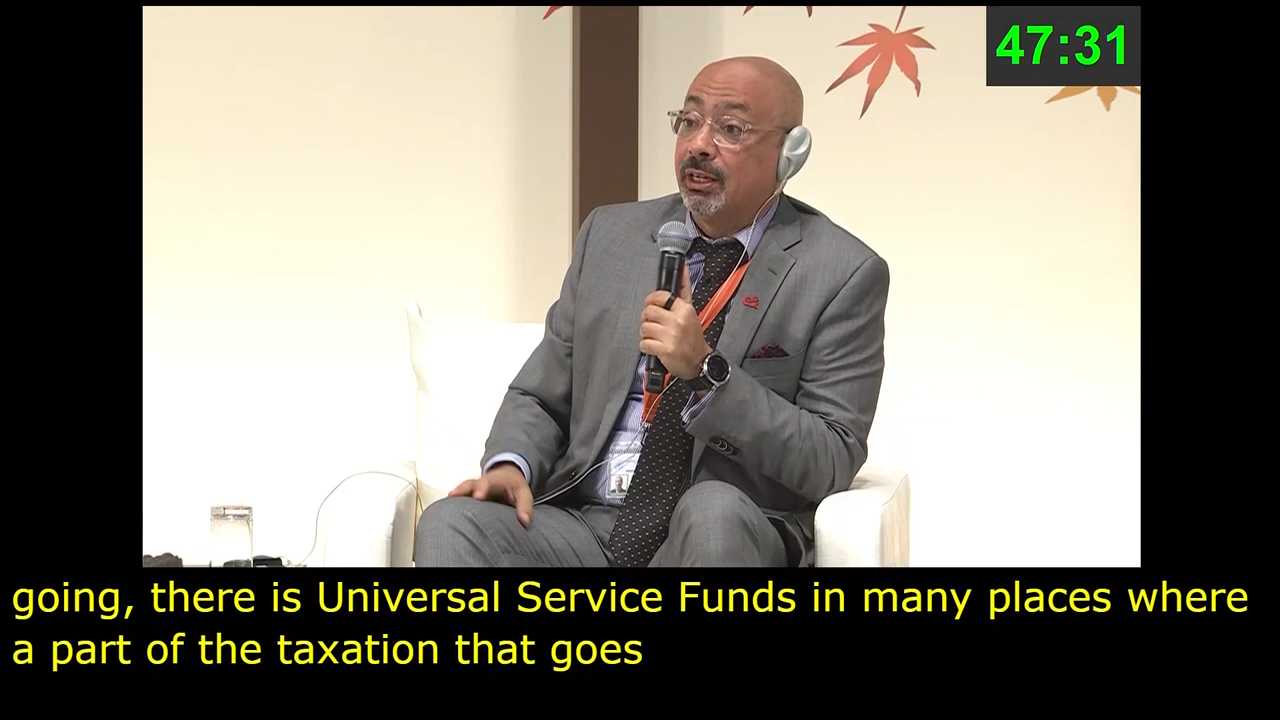 47:31
going, there is Universal Service Funds in many places where
a part of the taxation that goes